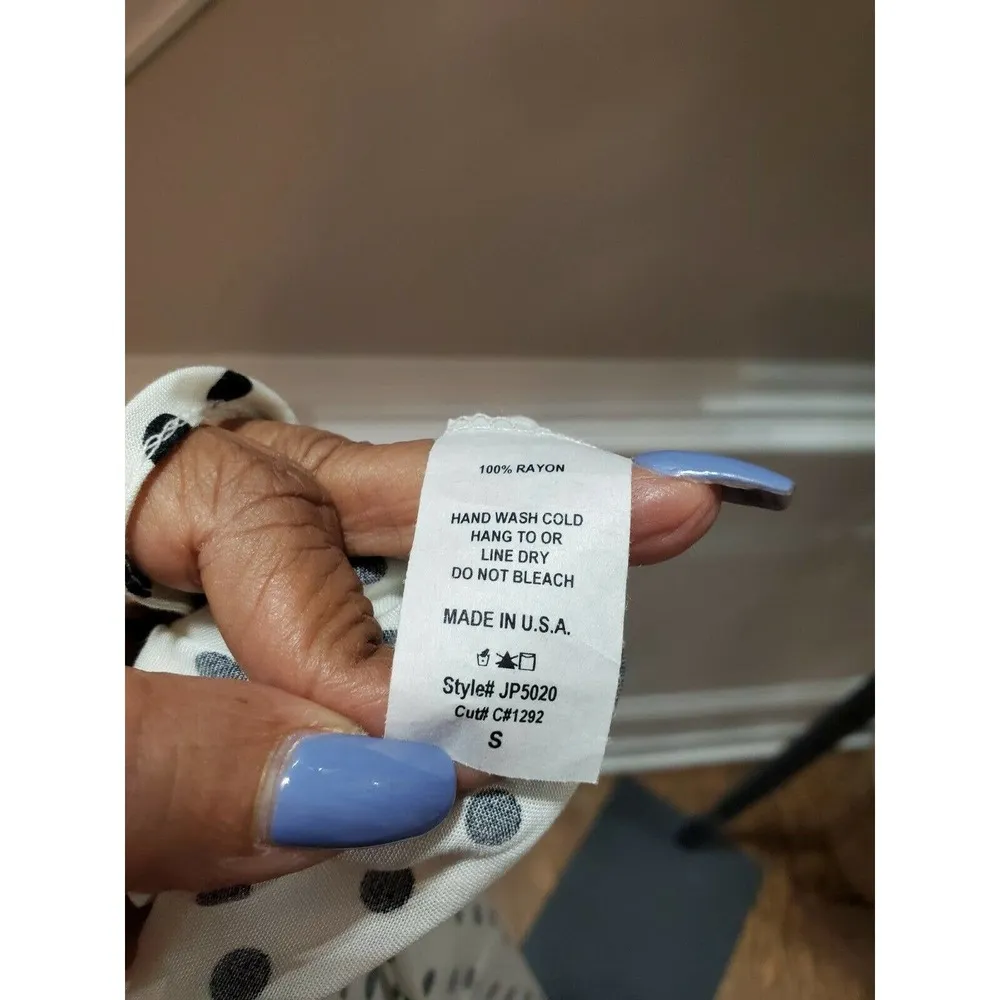 100% RAYON
HAND WASH COLD
HANG TO OR
LINE DRY
DO NOT BLEACH
MADE IN U.S.A.
Style# JP5020
Cut# C#1292
S